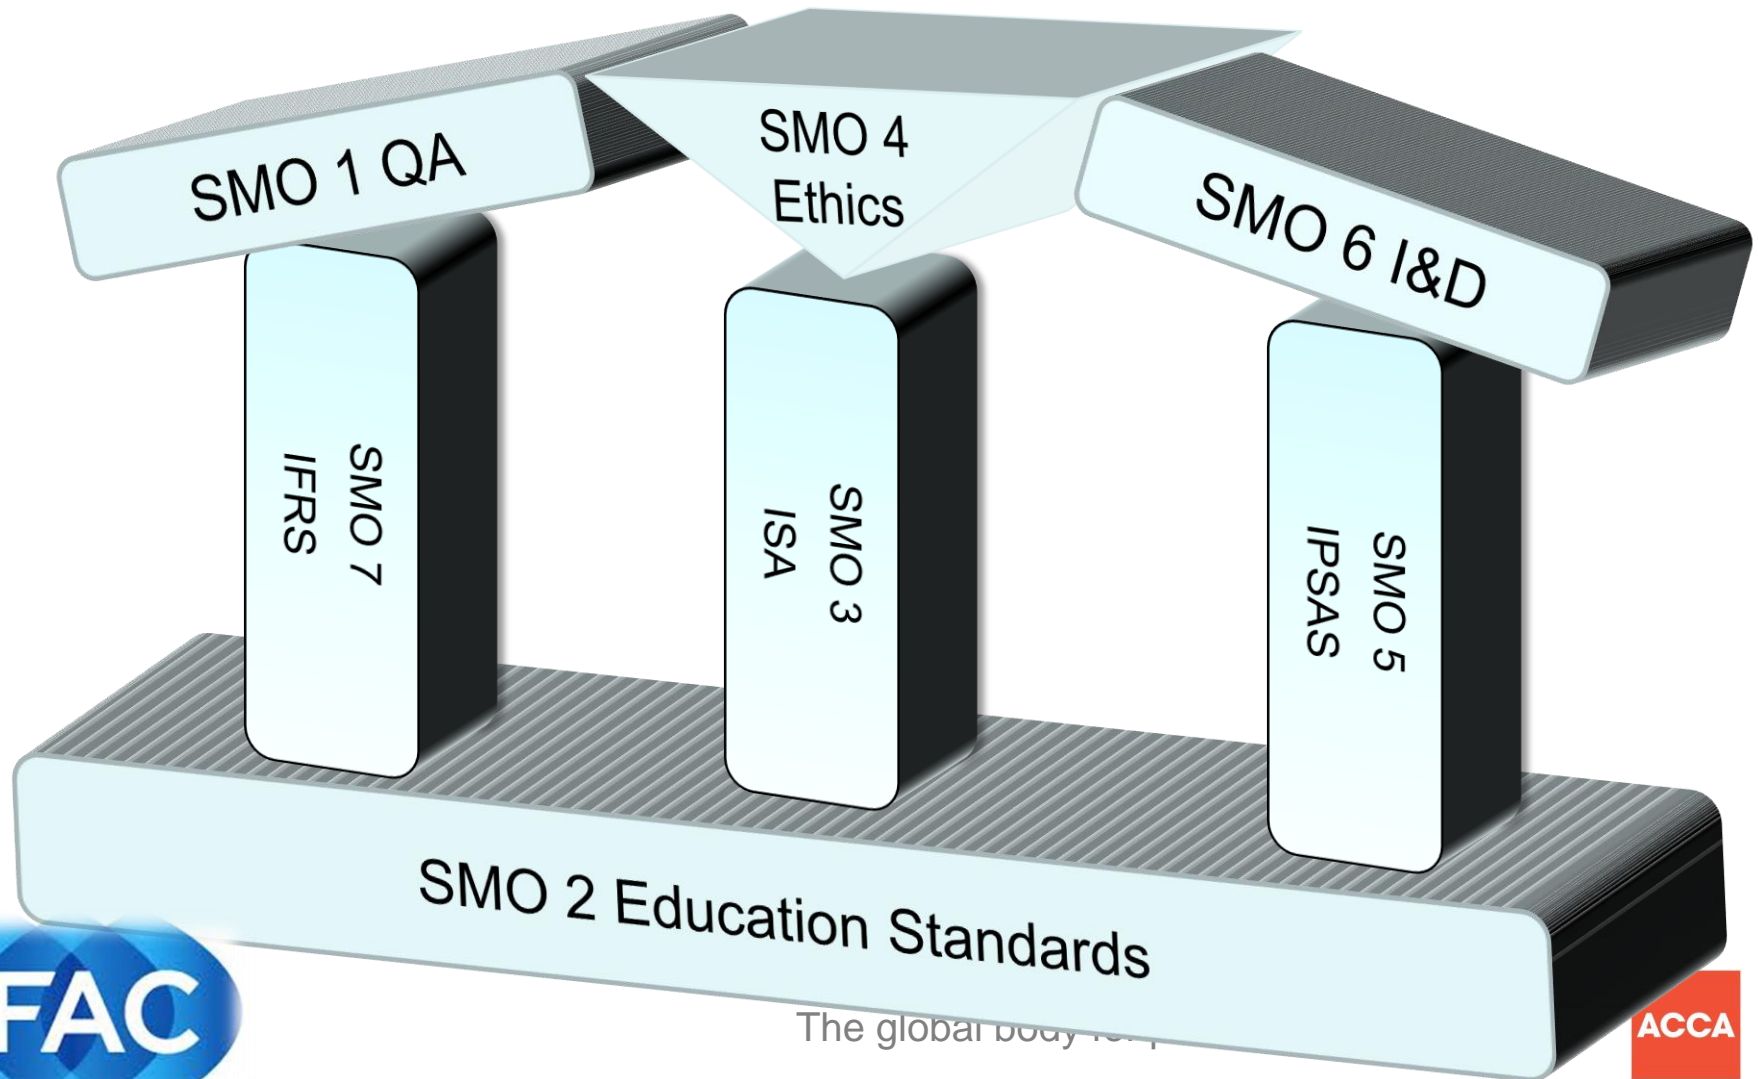 SMO 1 QA
SMO 4
Ethics
SMO 6 I&D
SMO 7
IFRS
SMO 3
ISA
SMO 5
IPSAS
SMO 2 Education Standards
FAC
The global body
ACCA